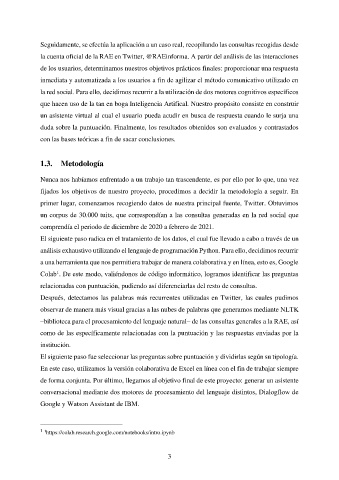 Seguidamente, se efectúa la aplicación a un caso real, recopilando las consultas recogidas desde
la cuenta oficial de la RAE en Twitter, @RAEinforma. A partir del análisis de las interacciones
de los usuarios, determinamos nuestros objetivos prácticos finales: proporcionar una respuesta
inmediata y automatizada a los usuarios a fin de agilizar el método comunicativo utilizado en
la red social. Para ello, decidimos recurrir a la utilización de dos motores cognitivos específicos
que hacen uso de la tan en boga Inteligencia Artifical. Nuestro propósito consiste en construir
un asistente virtual al cual el usuario pueda acudir en busca de respuesta cuando le surja una
duda sobre la puntuación. Finalmente, los resultados obtenidos son evaluados y contrastados
con las bases teóricas a fin de sacar conclusiones.
1.3. Metodología
Nunca nos habíamos enfrentado a un trabajo tan trascendente, es por ello por lo que, una vez
fijados los objetivos de nuestro proyecto, procedimos a decidir la metodología a seguir. En
primer lugar, comenzamos recogiendo datos de nuestra principal fuente, Twitter. Obtuvimos
un corpus de 30.000 tuits, que correspondían a las consultas generadas en la red social que
comprendía el periodo de diciembre de 2020 a febrero de 2021.
El siguiente paso radica en el tratamiento de los datos, el cual fue llevado a cabo a través de un
análisis exhaustivo utilizando el lenguaje de programación Python. Para ello, decidimos recurrir
a una herramienta que nos permitiera trabajar de manera colaborativa y en línea, esto es, Google
Colab¹. De este modo, valiéndonos de código informático, logramos identificar las preguntas
relacionadas con puntuación, pudiendo así diferenciarlas del resto de consultas.
Después, detectamos las palabras más recurrentes utilizadas en Twitter, las cuales pudimos
observar de manera más visual gracias a las nubes de palabras que generamos mediante NLTK
–biblioteca para el procesamiento del lenguaje natural– de las consultas generales a la RAE, así
como de las específicamente relacionadas con la puntuación y las respuestas enviadas por la
institución.
El siguiente paso fue seleccionar las preguntas sobre puntuación y dividirlas según su tipología.
En este caso, utilizamos la versión colaborativa de Excel en línea con el fin de trabajar siempre
de forma conjunta. Por último, llegamos al objetivo final de este proyecto: generar un asistente
conversacional mediante dos motores de procesamiento del lenguaje distintos, Dialogflow de
Google y Watson Assistant de IBM.
¹ ¶https://colab.research.google.com/notebooks/intro.ipynb
3